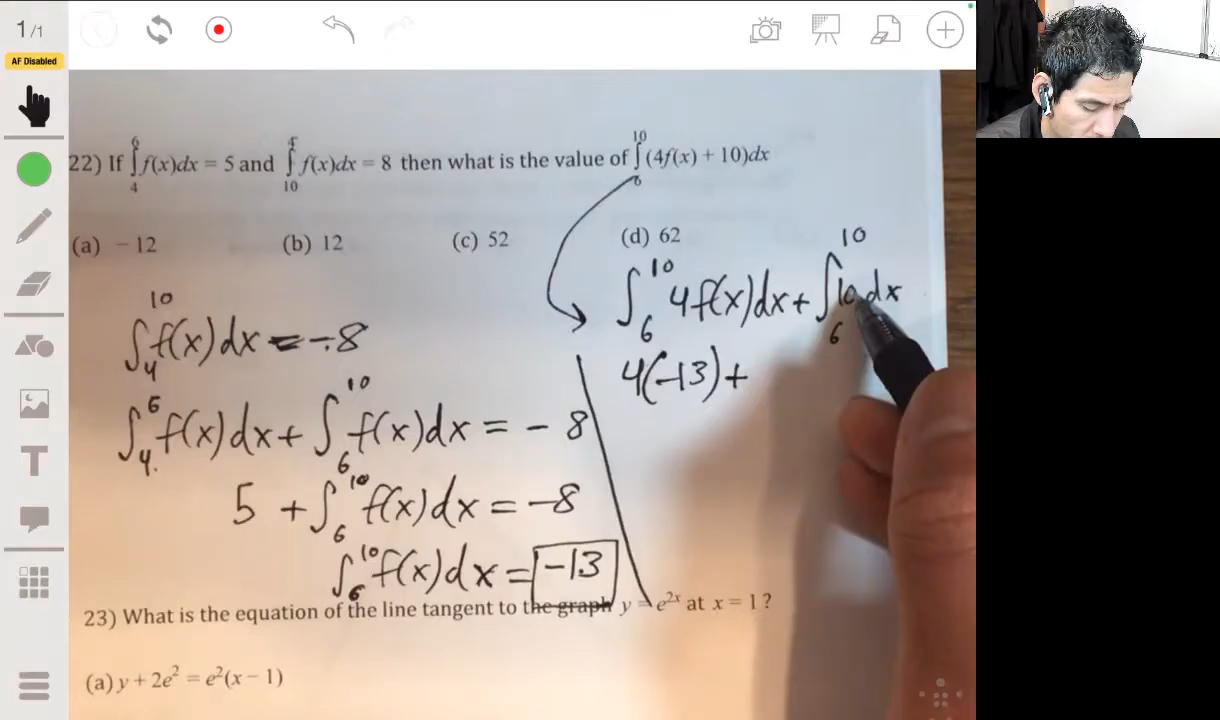 1/1
AF Disabled
22) If ∫₄⁶ f(x)dx = 5 and ∫₁₀⁴ f(x)dx = 8 then what is the value of ∫₆¹⁰ (4f(x) + 10)dx
(a) −12 (b) 12 (c) 52 (d) 62
∫₆¹⁰ 4f(x)dx + ∫₆¹⁰ 10dx
4(-13)+
∫₄¹⁰ f(x)dx = -8
∫₄⁶ f(x)dx + ∫₆¹⁰ f(x)dx = -8
5 + ∫₆¹⁰ f(x)dx = -8
∫₆¹⁰ f(x)dx = -13
23) What is the equation of the line tangent to the graph y = e²ˣ at x = 1?
(a) y + 2e² = e²(x − 1)
T